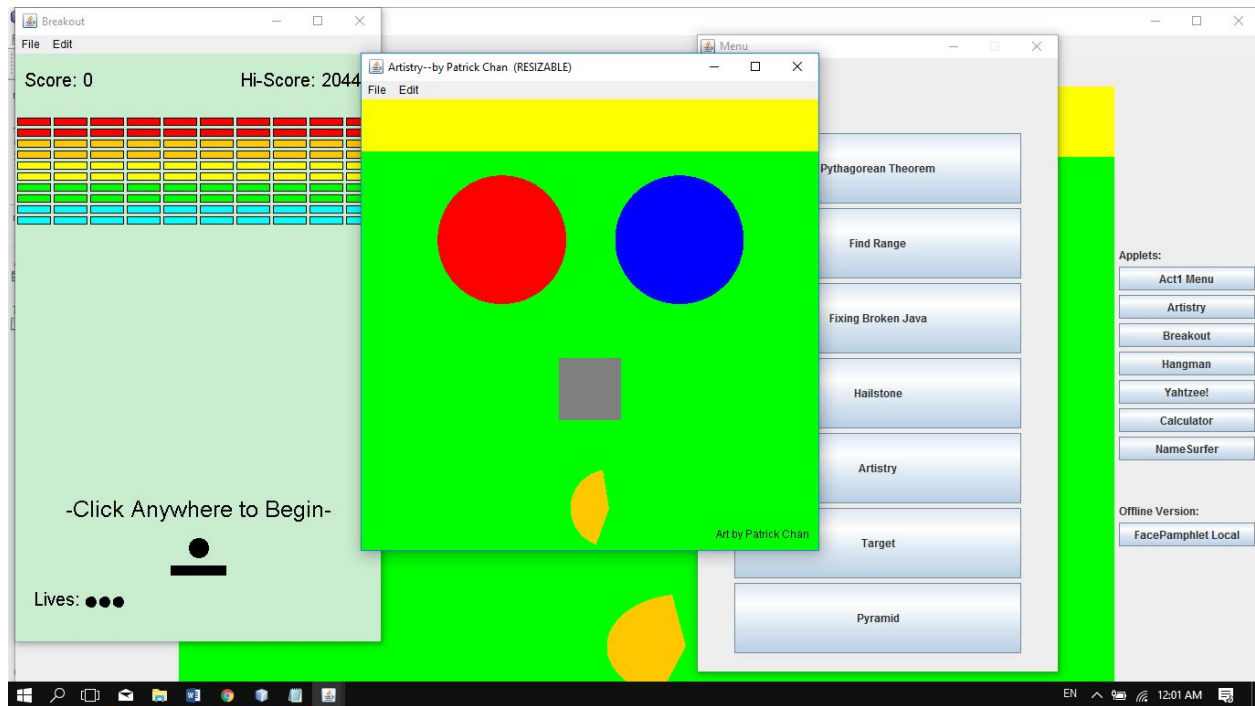 Breakout
File Edit
Score: 0 Hi-Score: 2044
-Click Anywhere to Begin-
Lives:
Artistry--by Patrick Chan (RESIZABLE)
File Edit
Art by Patrick Chan
Menu
Pythagorean Theorem
Find Range
Fixing Broken Java
Hailstone
Artistry
Target
Pyramid
Applets:
Act1 Menu
Artistry
Breakout
Hangman
Yahtzee!
Calculator
NameSurfer
Offline Version:
FacePamphlet Local
EN 12:01 AM